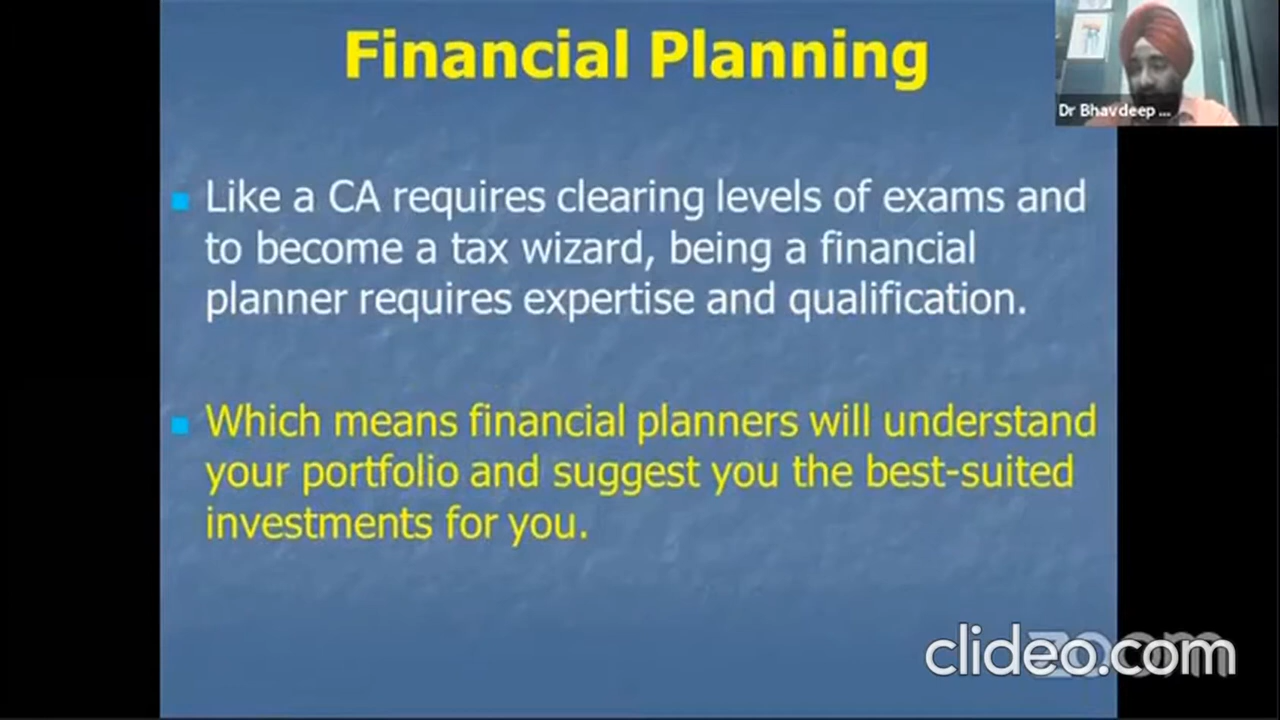 Financial Planning
Dr Bhavdeep ...
Like a CA requires clearing levels of exams and
to become a tax wizard, being a financial
planner requires expertise and qualification.
Which means financial planners will understand
your portfolio and suggest you the best-suited
investments for you.
zoom
clideo.com